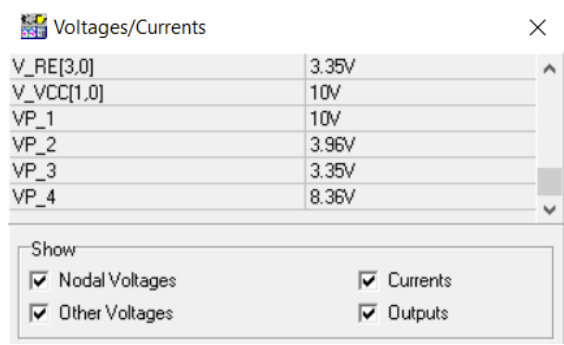 Voltages/Currents
V_RE[3,0] 3.35V
V_VCC[1,0] 10V
VP_1 10V
VP_2 3.96V
VP_3 3.35V
VP_4 8.36V
Show
Nodal Voltages Currents
Other Voltages Outputs